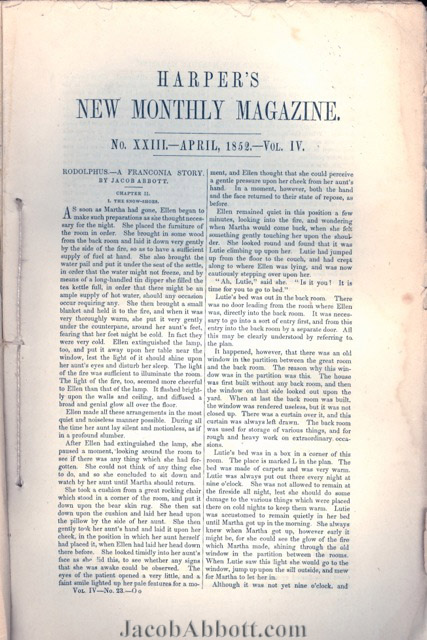 HARPER'S
NEW MONTHLY MAGAZINE.
No. XXIII.—APRIL, 1852.—VOL. IV.
RODOLPHUS.—A FRANCONIA STORY.
BY JACOB ABBOTT.
CHAPTER II.
I. THE SNOW-SHOES.
AS soon as Martha had gone, Ellen began to
make such preparations as she thought neces-
sary for the night. She placed the furniture of
the room in order. She brought in some wood
from the back room and laid it down very gently
by the side of the fire, so as to have a sufficient
supply of fuel at hand. She also brought the
water pail and put it under the seat of the settle,
in order that the water might not freeze, and by
means of a long-handled tin dipper she filled the
tea kettle full, in order that there might be an
ample supply of hot water, should any occasion
occur requiring any. She then brought a small
blanket and held it to the fire, and when it was
very thoroughly warm, she put it very gently
under the counterpane, around her aunt's feet,
fearing that her feet might be cold. In fact they
were very cold. Ellen extinguished the lamp,
too, and put it away upon her table near the
window, lest the light of it should shine upon
her aunt's eyes and disturb her sleep. The light
of the fire was sufficient to illuminate the room.
The light of the fire, too, seemed more cheerful
to Ellen than that of the lamp. It flashed bright-
ly upon the walls and ceiling, and diffused a
broad and genial glow all over the floor.
Ellen made all these arrangements in the most
quiet and noiseless manner possible. During all
the time her aunt lay silent and motionless, as if
in a profound slumber.
After Ellen had extinguished the lamp, she
paused a moment, looking around the room to
see if there was any thing which she had for-
gotten. She could not think of any thing else
to do, and so she concluded to sit down and
watch by her aunt until Martha should return.
She took a cushion from a great rocking chair
which stood in a corner of the room, and put it
down upon the bear skin rug. She then sat
down upon the cushion and laid her head upon
the pillow by the side of her aunt. She then
gently took her aunt's hand and laid it upon her
cheek, in the position in which her aunt herself
had placed it, when Ellen had laid her head down
there before. She looked timidly into her aunt's
face as she did this, to see whether any signs
that she was awake could be observed. The
eyes of the patient opened a very little, and a
faint smile lighted up her pale features for a mo-
VOL. IV—No. 23.—O o
ment, and Ellen thought that she could perceive
a gentle pressure upon her cheek from her aunt's
hand. In a moment, however, both the hand
and the face returned to their state of repose, as
before.
Ellen remained quiet in this position a few
minutes, looking into the fire, and wondering
when Martha would come back, when she felt
something gently touching her upon the shoul-
der. She looked round and found that it was
Lutie climbing up upon her. Lutie had jumped
up from the floor to the couch, and had crept
along to where Ellen was lying, and was now
cautiously stepping over upon her.
"Ah, Lutie," said she. "Is it you? It is
time for you to go to bed."
Lutie's bed was out in the back room. There
was no door leading from the room where Ellen
was, directly into the back room. It was neces-
sary to go into a sort of entry first, and from this
entry into the back room by a separate door. All
this may be clearly understood by referring to
the plan.
It happened, however, that there was an old
window in the partition between the great room
and the back room. The reason why this win-
dow was in the partition was this. The house
was first built without any back room, and then
the window on that side looked out upon the
yard. When at last the back room was built,
the window was rendered useless, but it was not
closed up. There was a curtain over it, and this
curtain was always left drawn. The back room
was used for storage of various things, and for
rough and heavy work on extraordinary occa-
sions.
Lutie's bed was in a box in a corner of this
room. The place is marked L in the plan. The
bed was made of carpets and was very warm.
Lutie was always put out there every night at
nine o'clock. She was not allowed to remain at
the fireside all night, lest she should do some
damage to the various things which were placed
there on cold nights to keep them warm. Lutie
was accustomed to remain quietly in her bed
until Martha got up in the morning. She always
knew when Martha got up, however early it
might be, for she could see the glow of the fire
which Martha made, shining through the old
window in the partition between the rooms.
When Lutie saw this light she would go to the
window, jump up upon the sill outside, and mew
for Martha to let her in.
Although it was not yet nine o'clock, and
JacobAbbott.com